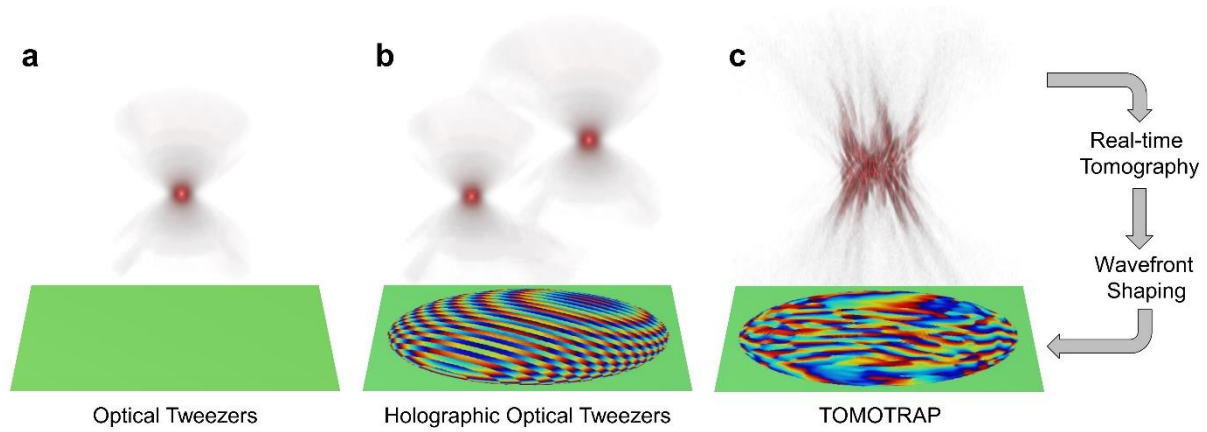 a
b
c
Real-time
Tomography
Wavefront
Shaping
Optical Tweezers
Holographic Optical Tweezers
TOMOTRAP